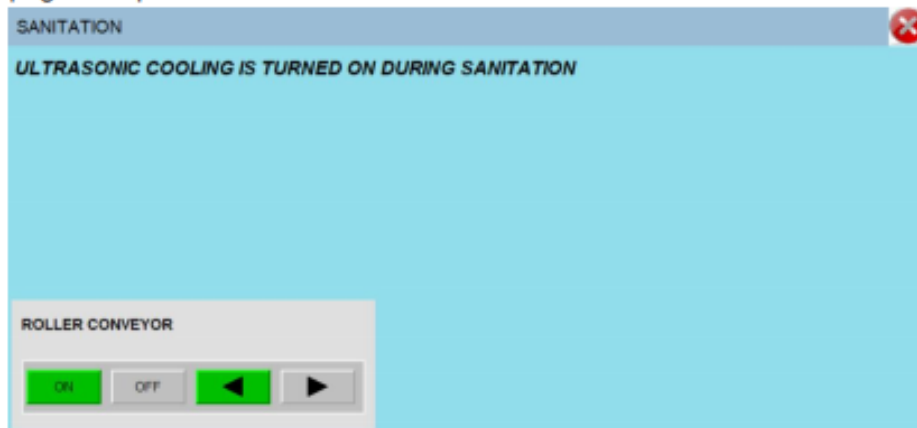 SANITATION
ULTRASONIC COOLING IS TURNED ON DURING SANITATION
ROLLER CONVEYOR
ON OFF